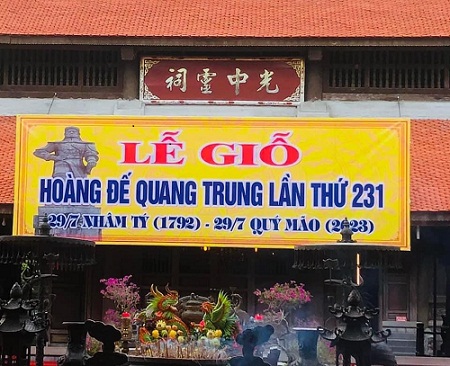 光中靈祠
LỄ GIỖ
HOÀNG ĐẾ QUANG TRUNG LẦN THỨ 231
29/7 NHÂM TÝ (1792) - 29/7 QUÝ MÃO (2023)